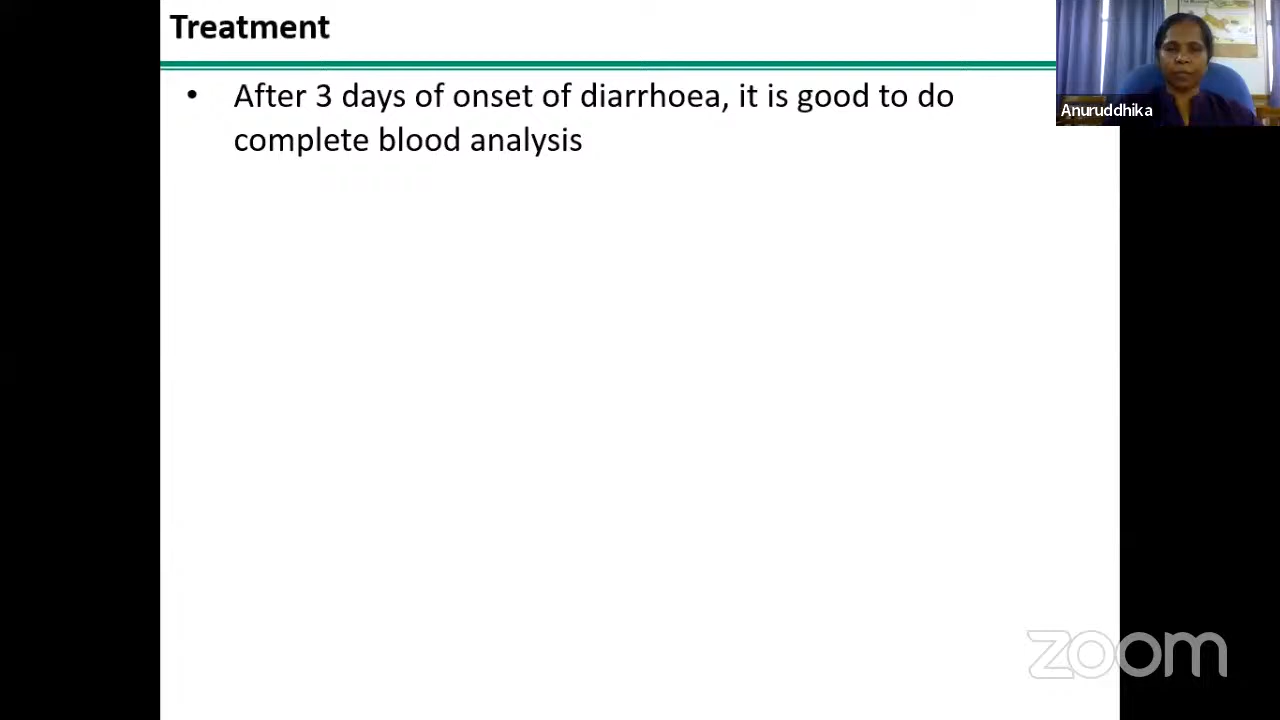 Treatment
• After 3 days of onset of diarrhoea, it is good to do
complete blood analysis
Anuruddhika
zoom